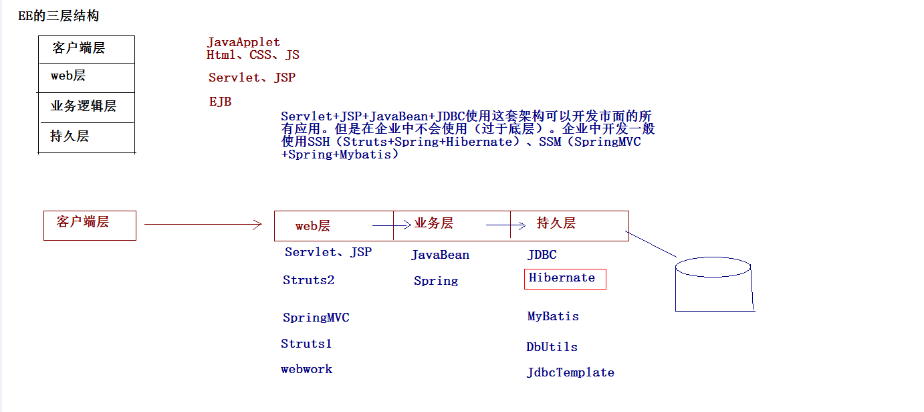 EE的三层结构
客户端层
web层
业务逻辑层
持久层
JavaApplet
Html、CSS、JS
Servlet、JSP
EJB
Servlet+JSP+JavaBean+JDBC使用这套架构可以开发市面的所
有应用。但是在企业中不会使用（过于底层）。企业中开发一般
使用SSH（Struts+Spring+Hibernate）、SSM（SpringMVC
+Spring+Mybatis）
客户端层
web层
业务层
持久层
Servlet、JSP
JavaBean
JDBC
Struts2
Spring
Hibernate
SpringMVC
MyBatis
Struts1
DbUtils
webwork
JdbcTemplate